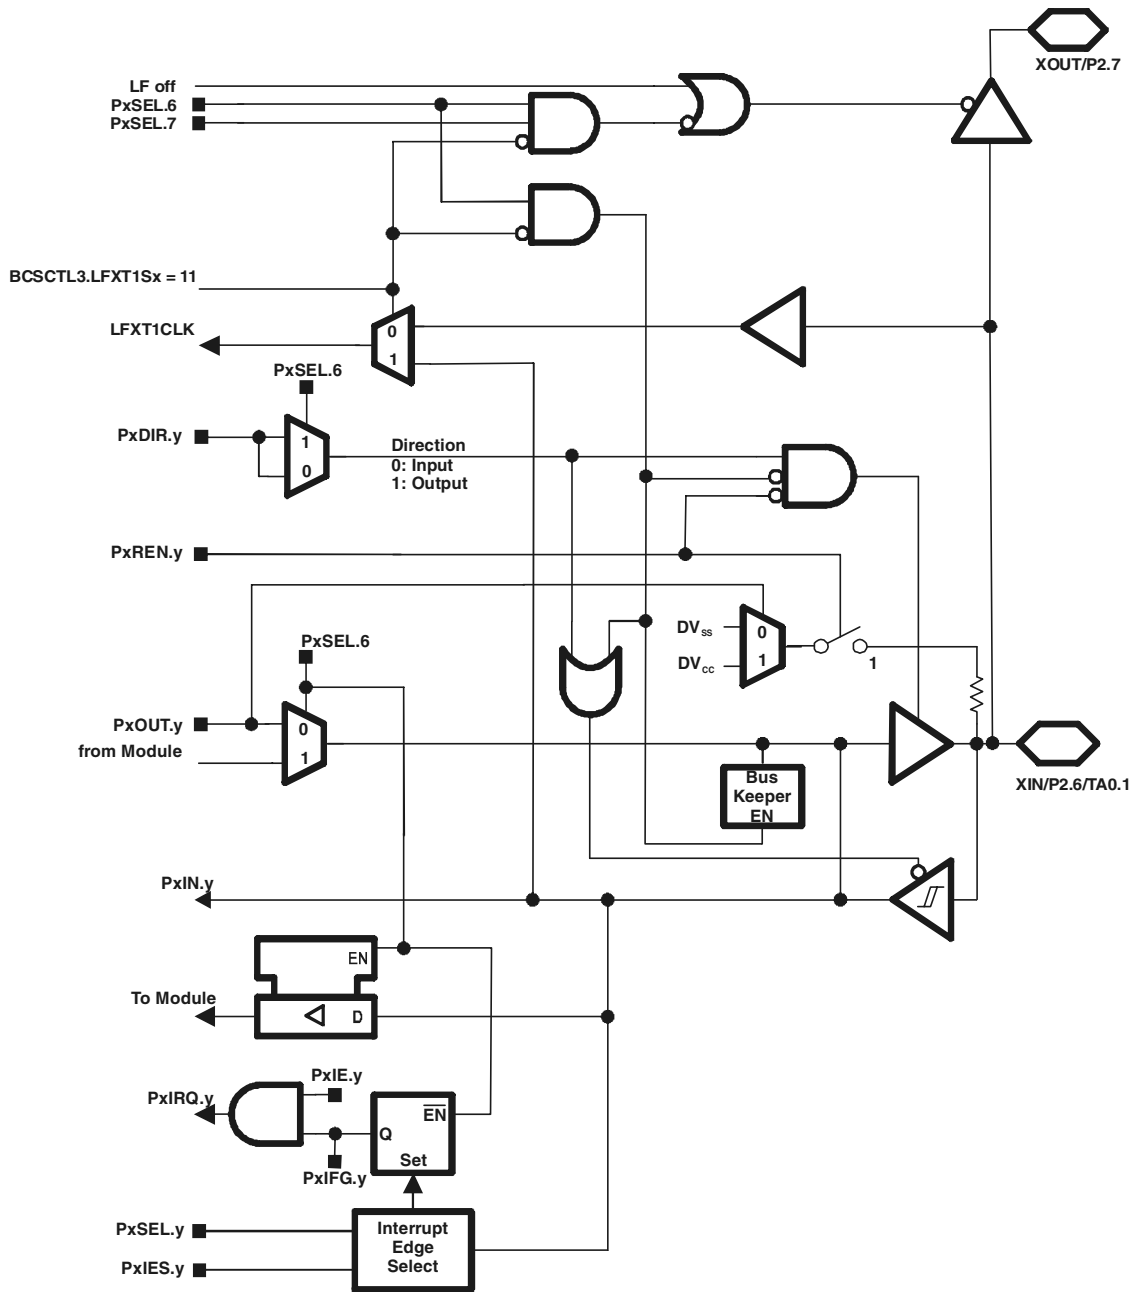 XOUT/P2.7
LF off
PxSEL.6
PxSEL.7
BCSCTL3.LFXT1Sx = 11
LFXT1CLK
0
1
PxSEL.6
PxDIR.y
1
0
Direction
0: Input
1: Output
PxREN.y
DVss
DVcc
0
1
1
PxSEL.6
PxOUT.y
from Module
0
1
Bus
Keeper
EN
XIN/P2.6/TA0.1
PxIN.y
EN
To Module
D
PxIE.y
PxIRQ.y
EN
Q
Set
PxIFG.y
PxSEL.y
PxIES.y
Interrupt
Edge
Select